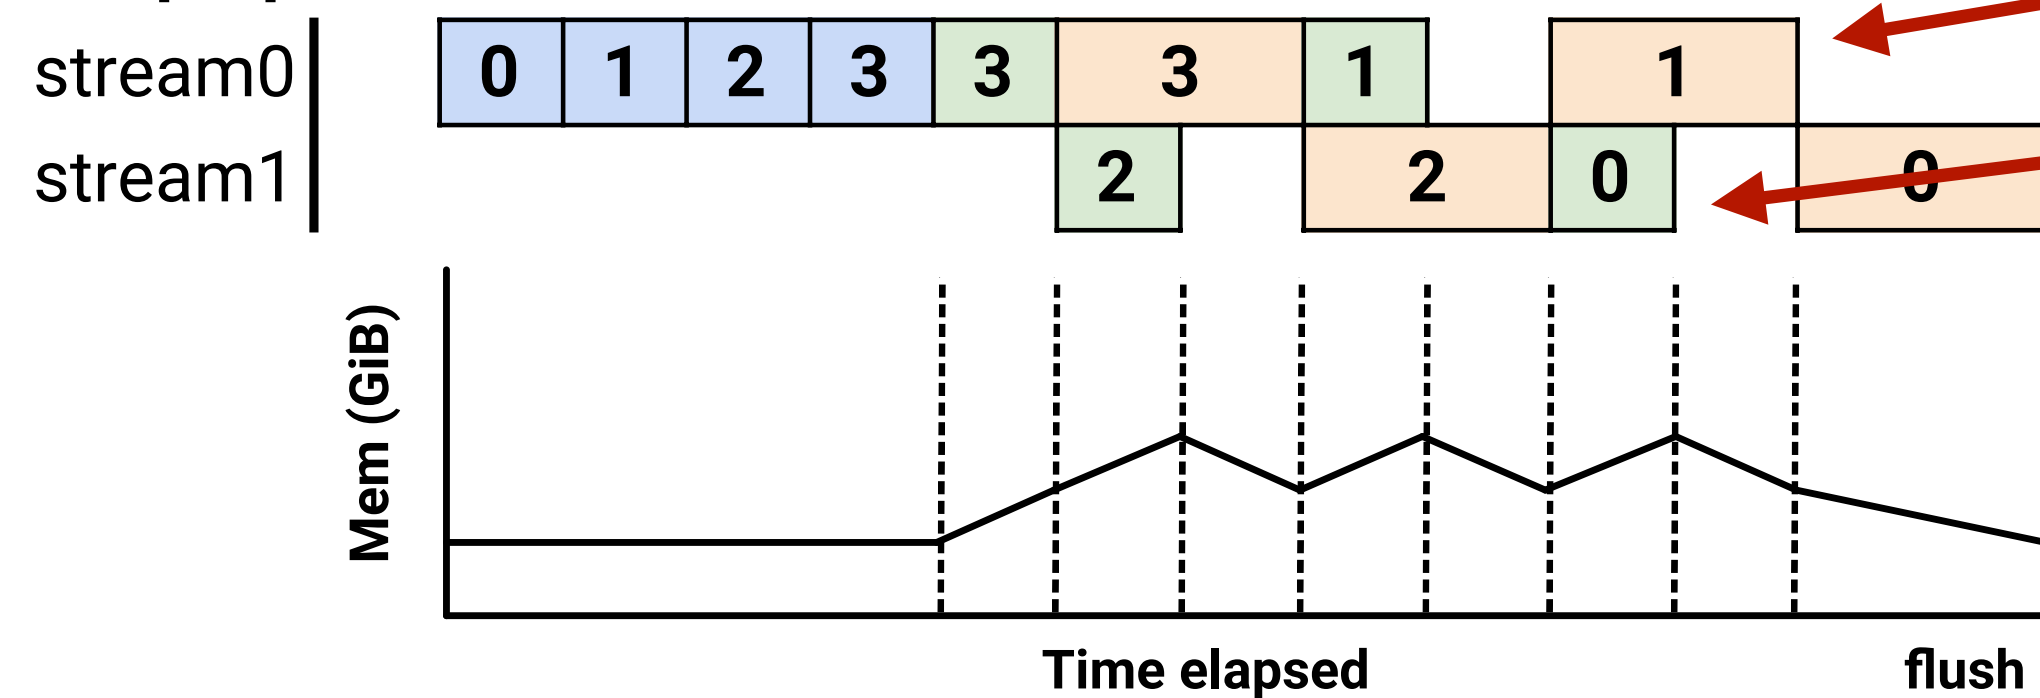 stream0 0 1 2 3 3 3 1 1
stream1 2 2 0 0
Mem (GiB)
Time elapsed flush